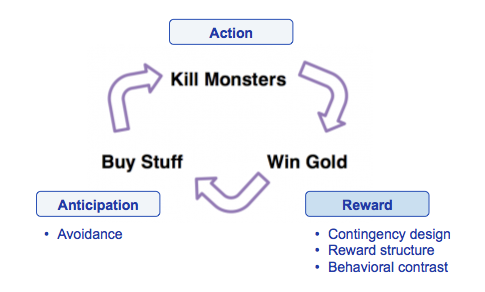 Action
Kill Monsters
Buy Stuff
Win Gold
Anticipation
• Avoidance
Reward
• Contingency design
• Reward structure
• Behavioral contrast